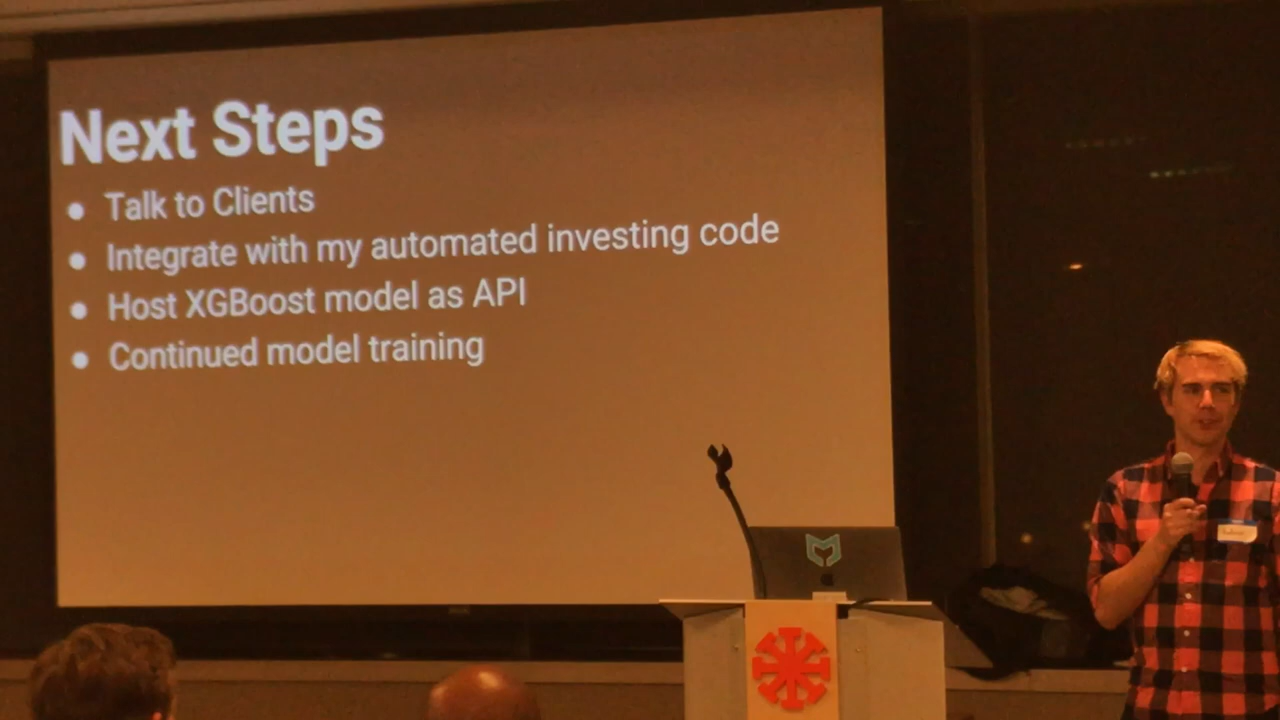 Next Steps
Talk to Clients
Integrate with my automated investing code
Host XGBoost model as API
Continued model training